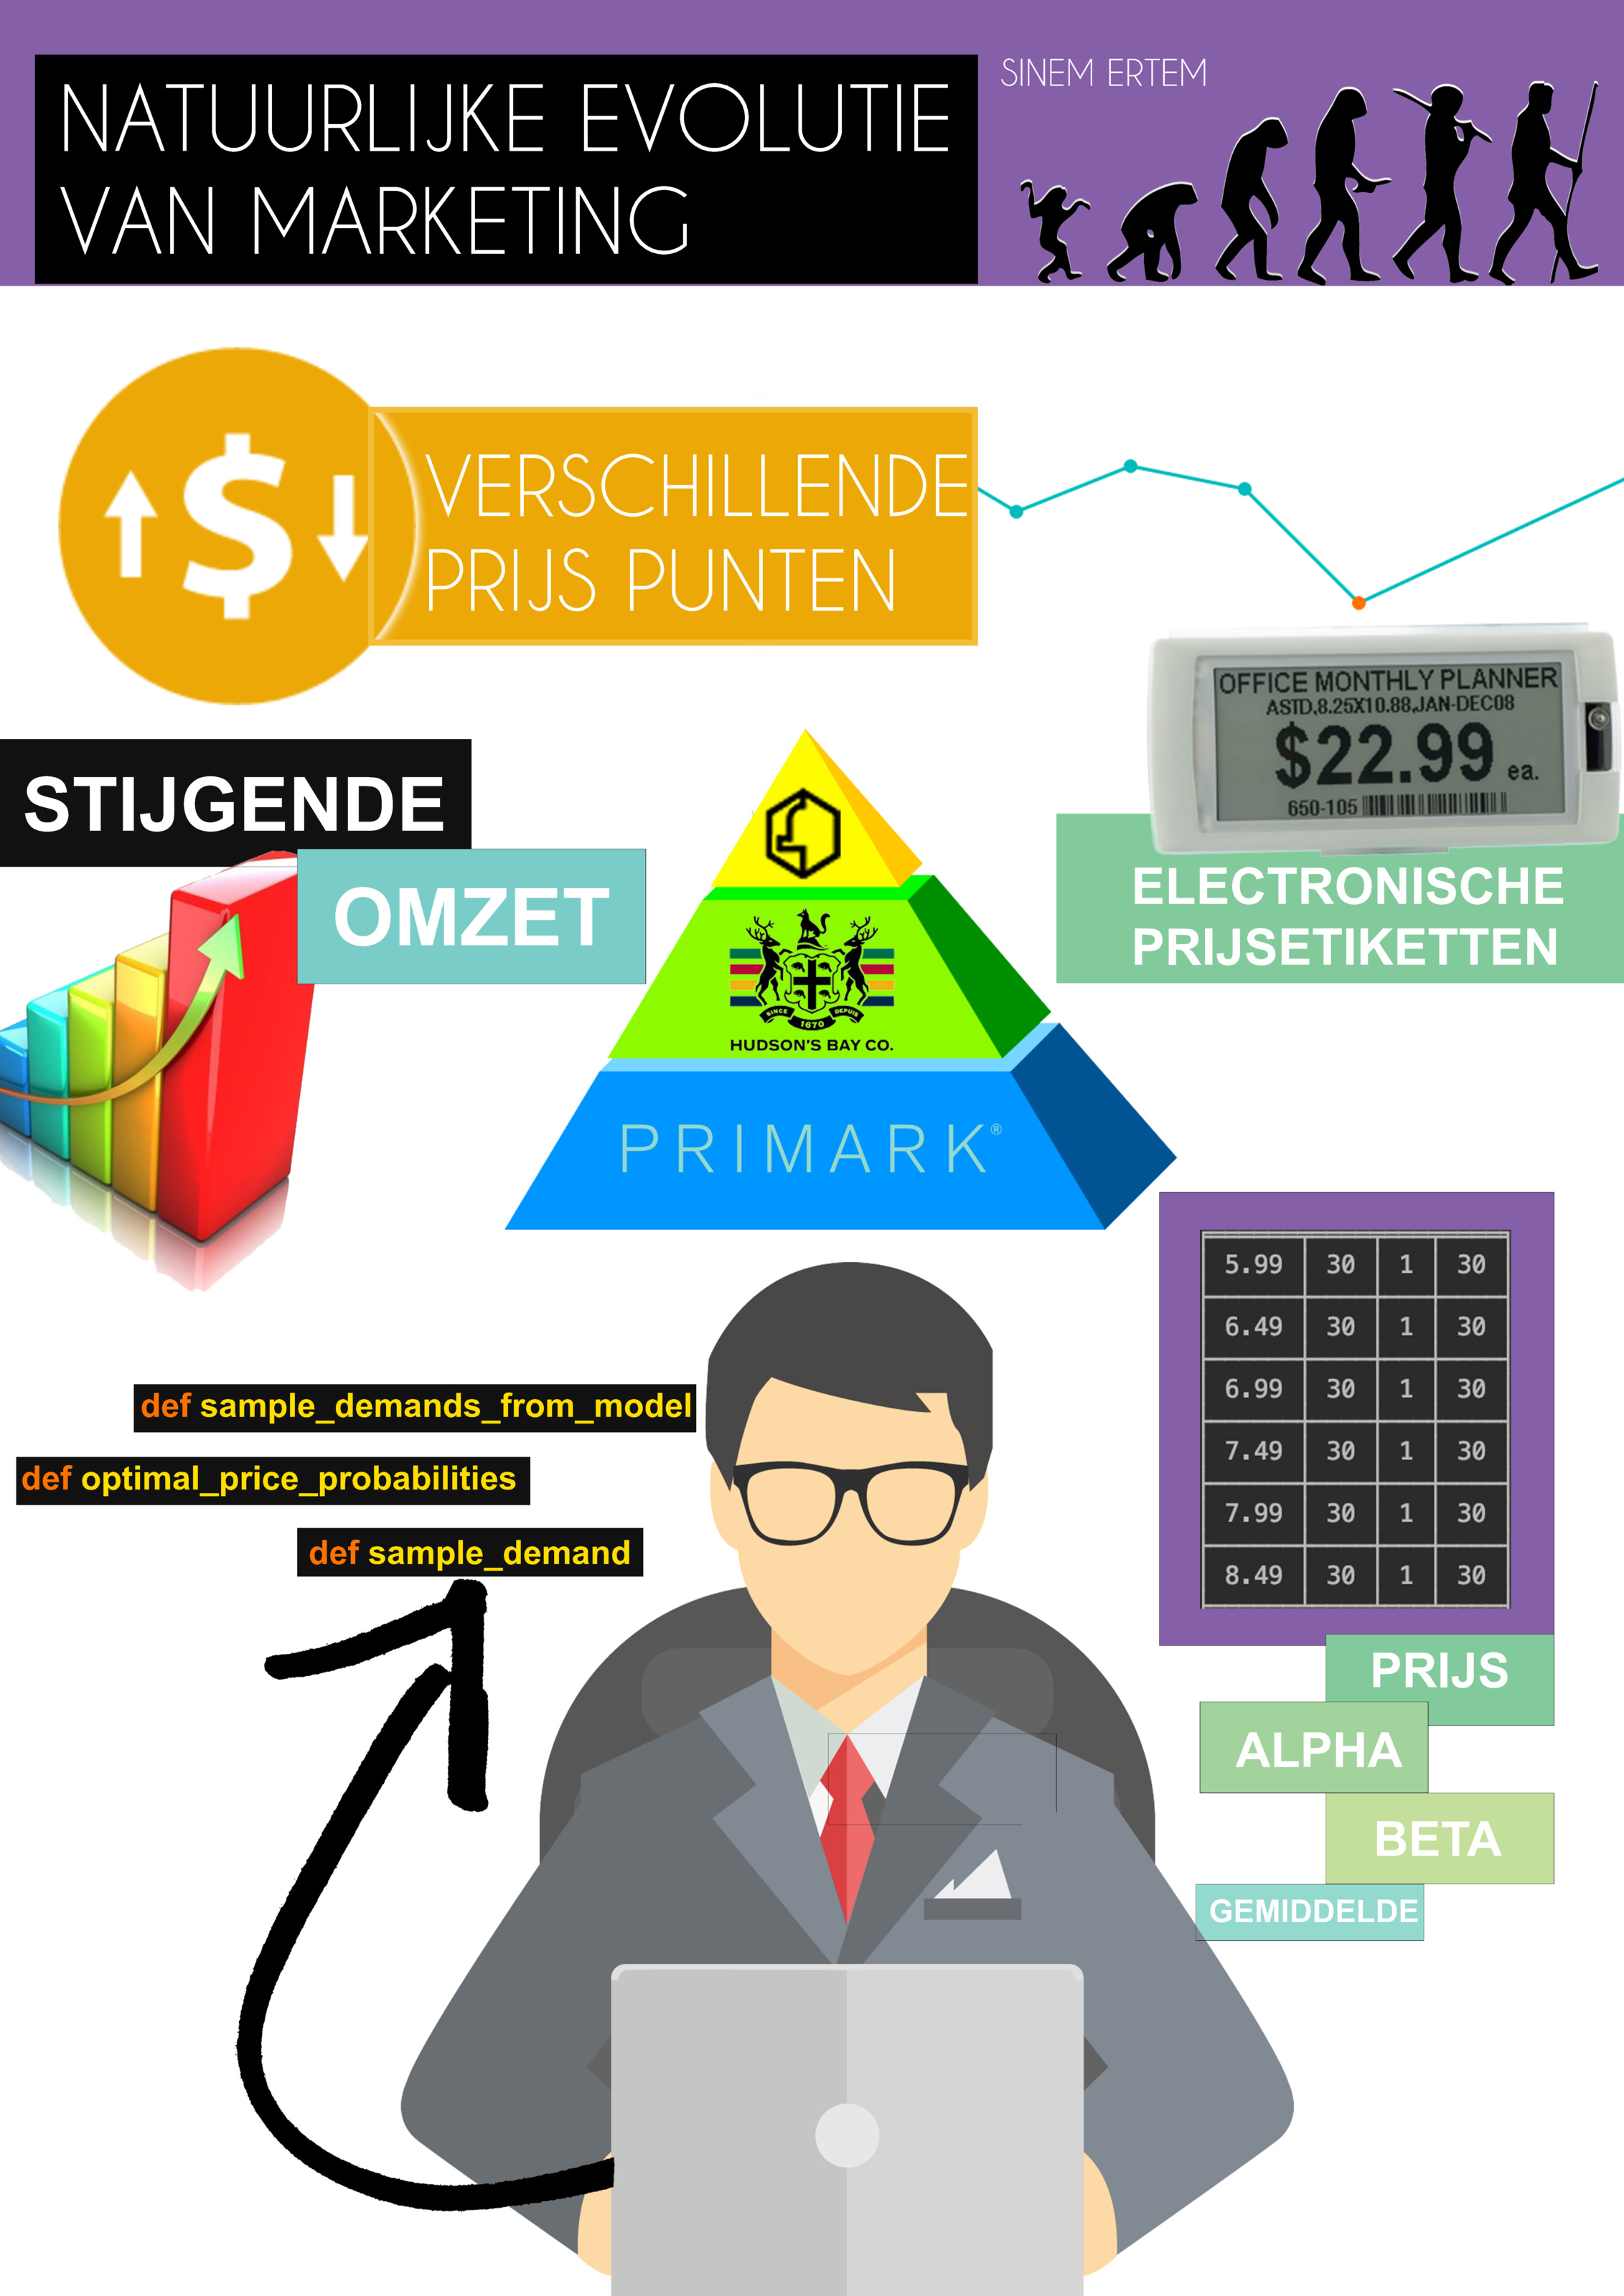 NATUURLIJKE EVOLUTIE
VAN MARKETING
SINEM ERTEM
$
VERSCHILLENDE
PRIJS PUNTEN
OFFICE MONTHLY PLANNER
ASTD,8.25X10.88,JAN-DEC08
$22.99 ea.
650-105
STIJGENDE
OMZET
ELECTRONISCHE
PRIJSETIKETTEN
SINCE 1670 DEPUIS
HUDSON'S BAY CO.
PRIMARK®
5.99 30 1 30
6.49 30 1 30
6.99 30 1 30
7.49 30 1 30
7.99 30 1 30
8.49 30 1 30
def sample_demands_from_model
def optimal_price_probabilities
def sample_demand
PRIJS
ALPHA
BETA
GEMIDDELDE